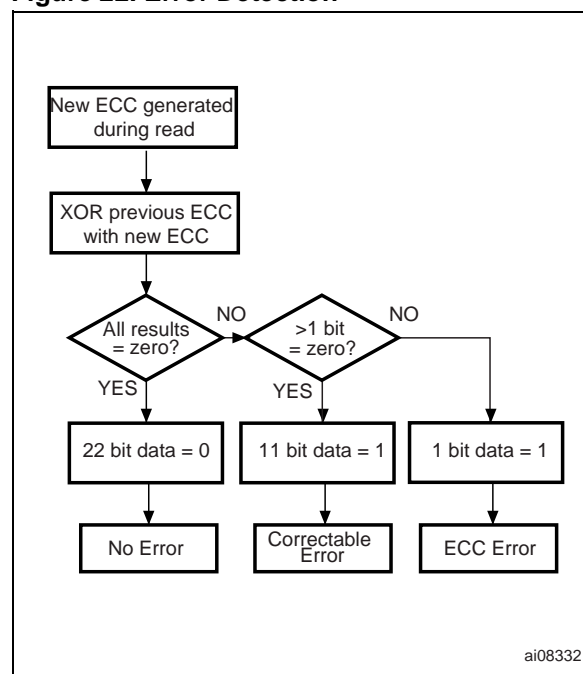 Figure 22. Error Detection
New ECC generated
during read
XOR previous ECC
with new ECC
All results
= zero?
NO
>1 bit
= zero?
NO
YES
YES
22 bit data = 0
11 bit data = 1
1 bit data = 1
No Error
Correctable
Error
ECC Error
ai08332